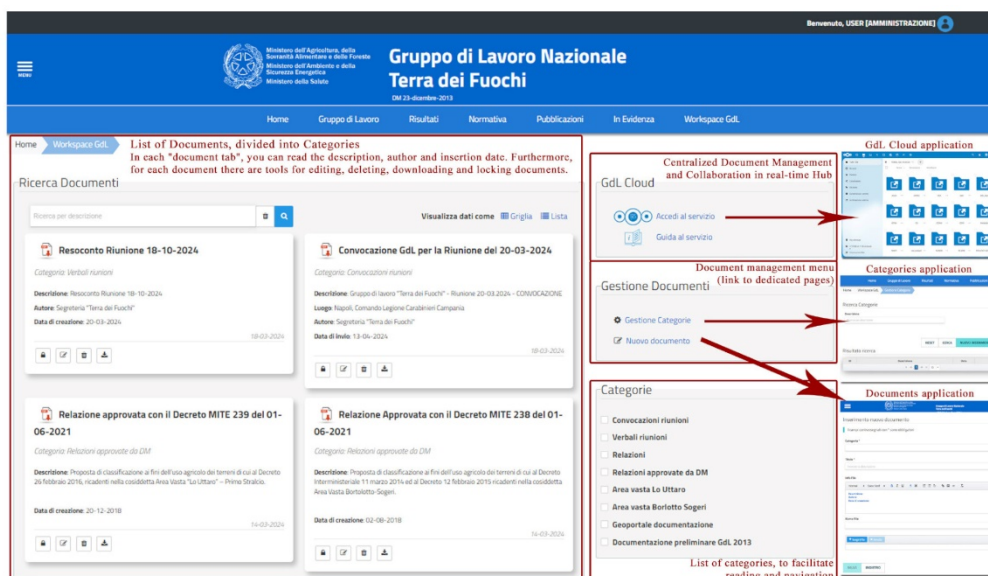 Benvenuto, USER [AMMINISTRAZIONE]
MENU
Ministero dell'Agricoltura, della
Sovranità Alimentare e delle Foreste
Ministero dell'Ambiente e della
Sicurezza Energetica
Ministero della Salute
Gruppo di Lavoro Nazionale
Terra dei Fuochi
DM 23-dicembre-2013
Home Gruppo di Lavoro Risultati Normativa Pubblicazioni In Evidenza Workspace GdL
Home Workspace GdL
List of Documents, divided into Categories
In each "document tab", you can read the description, author and insertion date. Furthermore,
for each document there are tools for editing, deleting, downloading and locking documents.
Ricerca Documenti
Ricerca per descrizione
Visualizza dati come Griglia Lista
Resoconto Riunione 18-10-2024
Categoria: Verbali riunioni
Descrizione: Resoconto Riunione 18-10-2024
Autore: Segreteria "Terra dei Fuochi"
Data di creazione: 20-03-2024
18-03-2024
Convocazione GdL per la Riunione del 20-03-2024
Categoria: Convocazioni riunioni
Descrizione: Gruppo di lavoro "Terra dei Fuochi" - Riunione 20-03-2024 - CONVOCAZIONE
Luogo: Napoli, Comando Legione Carabinieri Campania
Autore: Segreteria "Terra dei Fuochi"
Data di invio: 13-04-2024
18-03-2024
Relazione approvata con il Decreto MITE 239 del 01-
06-2021
Categoria: Relazioni approvate da DM
Descrizione: Proposta di classificazione ai fini dell'uso agricolo dei terreni di cui al Decreto
26 febbraio 2016, ricadenti nella cosiddetta Area Vasta "Lo Uttaro" – Primo Stralcio.
Data di creazione: 20-12-2018
14-03-2024
Relazione Approvata con il Decreto MITE 238 del 01-
06-2021
Categoria: Relazioni approvate da DM
Descrizione: Proposta di classificazione ai fini dell'uso agricolo dei terreni di cui al Decreto
Interministeriale 11 marzo 2014 ed al Decreto 12 febbraio 2015 ricadenti nella cosiddetta
Area Vasta Bortolotto-Sogeri.
Data di creazione: 02-08-2018
14-03-2024
Centralized Document Management
and Collaboration in real-time Hub
GdL Cloud
Accedi al servizio
Guida al servizio
Document management menu
(link to dedicated pages)
Gestione Documenti
Gestione Categorie
Nuovo documento
Categorie
Convocazioni riunioni
Verbali riunioni
Relazioni
Relazioni approvate da DM
Area vasta Lo Uttaro
Area vasta Borlotto Sogeri
Geoportale documentazione
Documentazione preliminare GdL 2013
List of categories, to facilitate
reading and navigation
GdL Cloud application
Categories application
Ricerca Categorie
Documents application
Inserimento nuovo documento